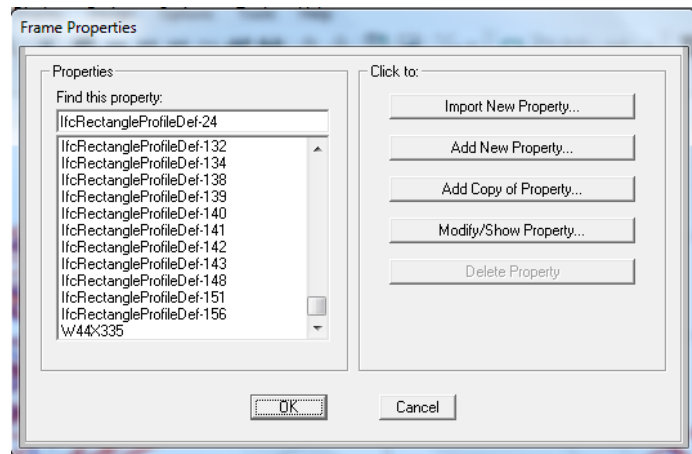 Frame Properties
Properties
Find this property:
IfcRectangleProfileDef-24
IfcRectangleProfileDef-132
IfcRectangleProfileDef-134
IfcRectangleProfileDef-138
IfcRectangleProfileDef-139
IfcRectangleProfileDef-140
IfcRectangleProfileDef-141
IfcRectangleProfileDef-142
IfcRectangleProfileDef-143
IfcRectangleProfileDef-148
IfcRectangleProfileDef-151
IfcRectangleProfileDef-156
W44X335
Click to:
Import New Property...
Add New Property...
Add Copy of Property...
Modify/Show Property...
Delete Property
OK
Cancel